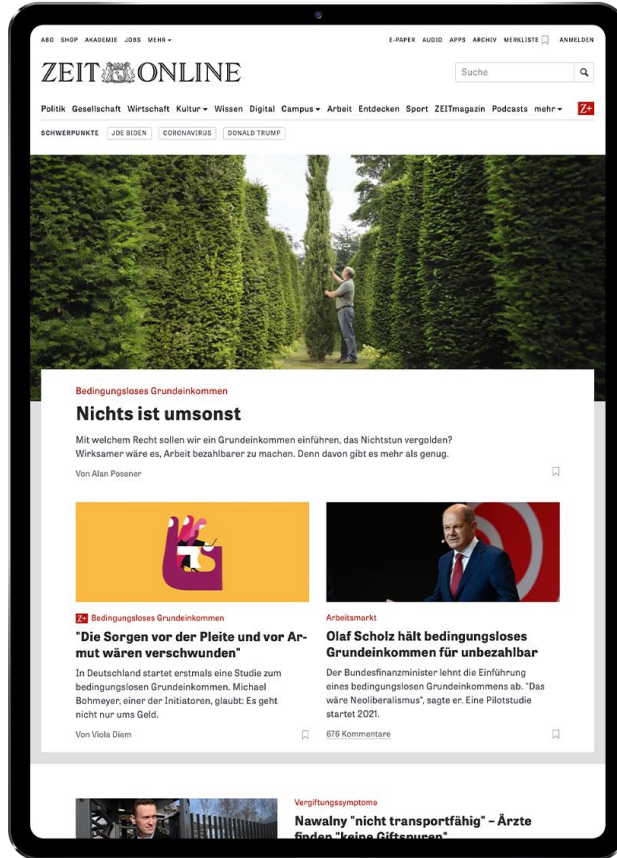 ABO SHOP AKADEMIE JOBS MEHR
E-PAPER AUDIO APPS ARCHIV MERKLISTE ANMELDEN
ZEIT ONLINE
Suche
Politik Gesellschaft Wirtschaft Kultur Wissen Digital Campus Arbeit Entdecken Sport ZEITmagazin Podcasts mehr Z+
SCHWERPUNKTE JOE BIDEN CORONAVIRUS DONALD TRUMP
Bedingungsloses Grundeinkommen
Nichts ist umsonst
Mit welchem Recht sollen wir ein Grundeinkommen einführen, das Nichtstun vergolden?
Wirksamer wäre es, Arbeit bezahlbarer zu machen. Denn davon gibt es mehr als genug.
Von Alan Posener
Z+ Bedingungsloses Grundeinkommen
"Die Sorgen vor der Pleite und vor Ar-
mut wären verschwunden"
In Deutschland startet erstmals eine Studie zum
bedingungslosen Grundeinkommen. Michael
Bohmeyer, einer der Initiatoren, glaubt: Es geht
nicht nur ums Geld.
Von Viola Diem
Arbeitsmarkt
Olaf Scholz hält bedingungsloses
Grundeinkommen für unbezahlbar
Der Bundesfinanzminister lehnt die Einführung
eines bedingungslosen Grundeinkommens ab. "Das
wäre Neoliberalismus", sagte er. Eine Pilotstudie
startet 2021.
676 Kommentare
Vergiftungssymptome
Nawalny "nicht transportfähig" – Ärzte
finden "keine Giftspuren"